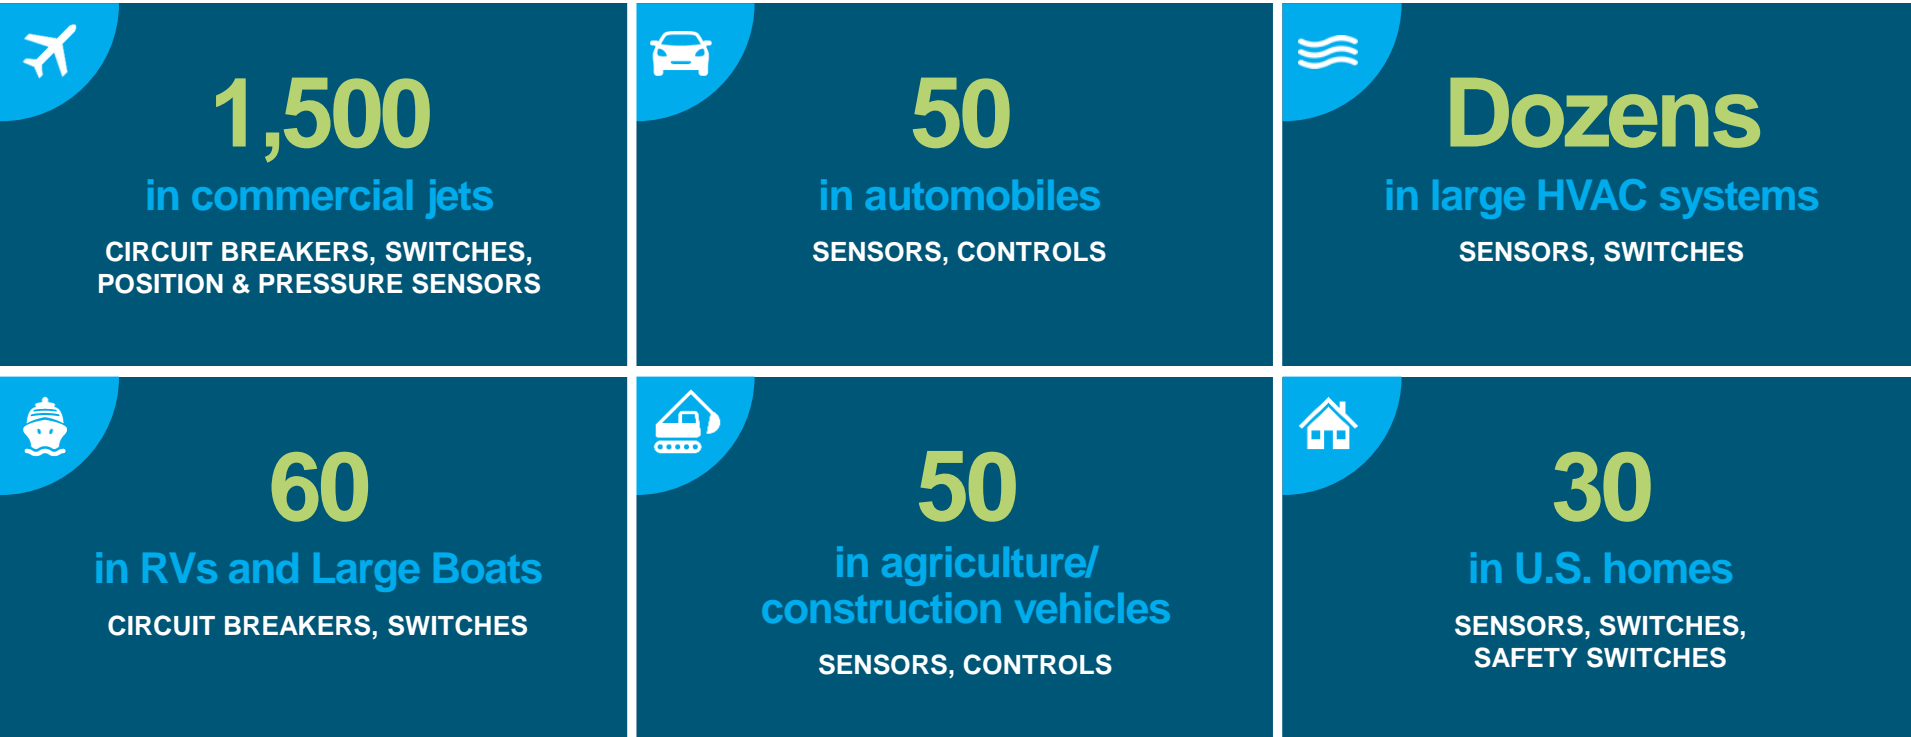 1,500
in commercial jets
CIRCUIT BREAKERS, SWITCHES,
POSITION & PRESSURE SENSORS
50
in automobiles
SENSORS, CONTROLS
Dozens
in large HVAC systems
SENSORS, SWITCHES
60
in RVs and Large Boats
CIRCUIT BREAKERS, SWITCHES
50
in agriculture/
construction vehicles
SENSORS, CONTROLS
30
in U.S. homes
SENSORS, SWITCHES,
SAFETY SWITCHES